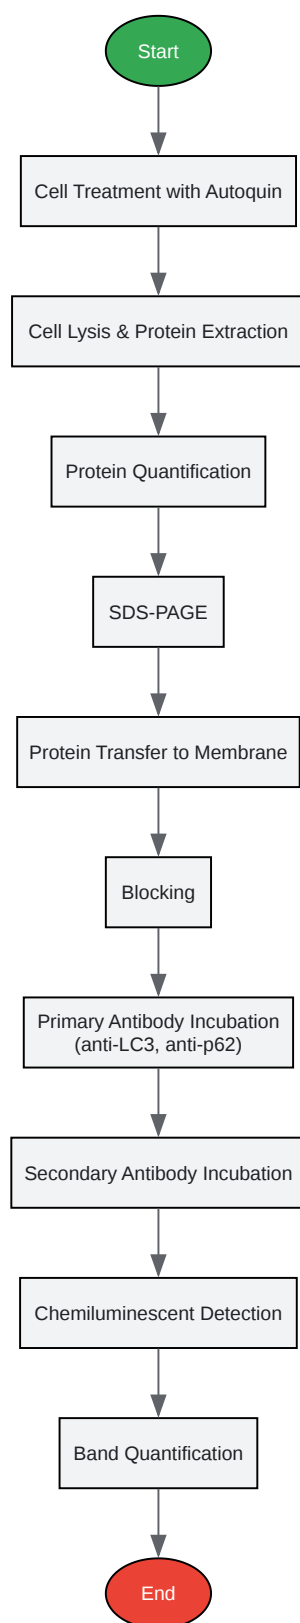 Start
Cell Treatment with Autoquin
Cell Lysis & Protein Extraction
Protein Quantification
SDS-PAGE
Protein Transfer to Membrane
Blocking
Primary Antibody Incubation
(anti-LC3, anti-p62)
Secondary Antibody Incubation
Chemiluminescent Detection
Band Quantification
End